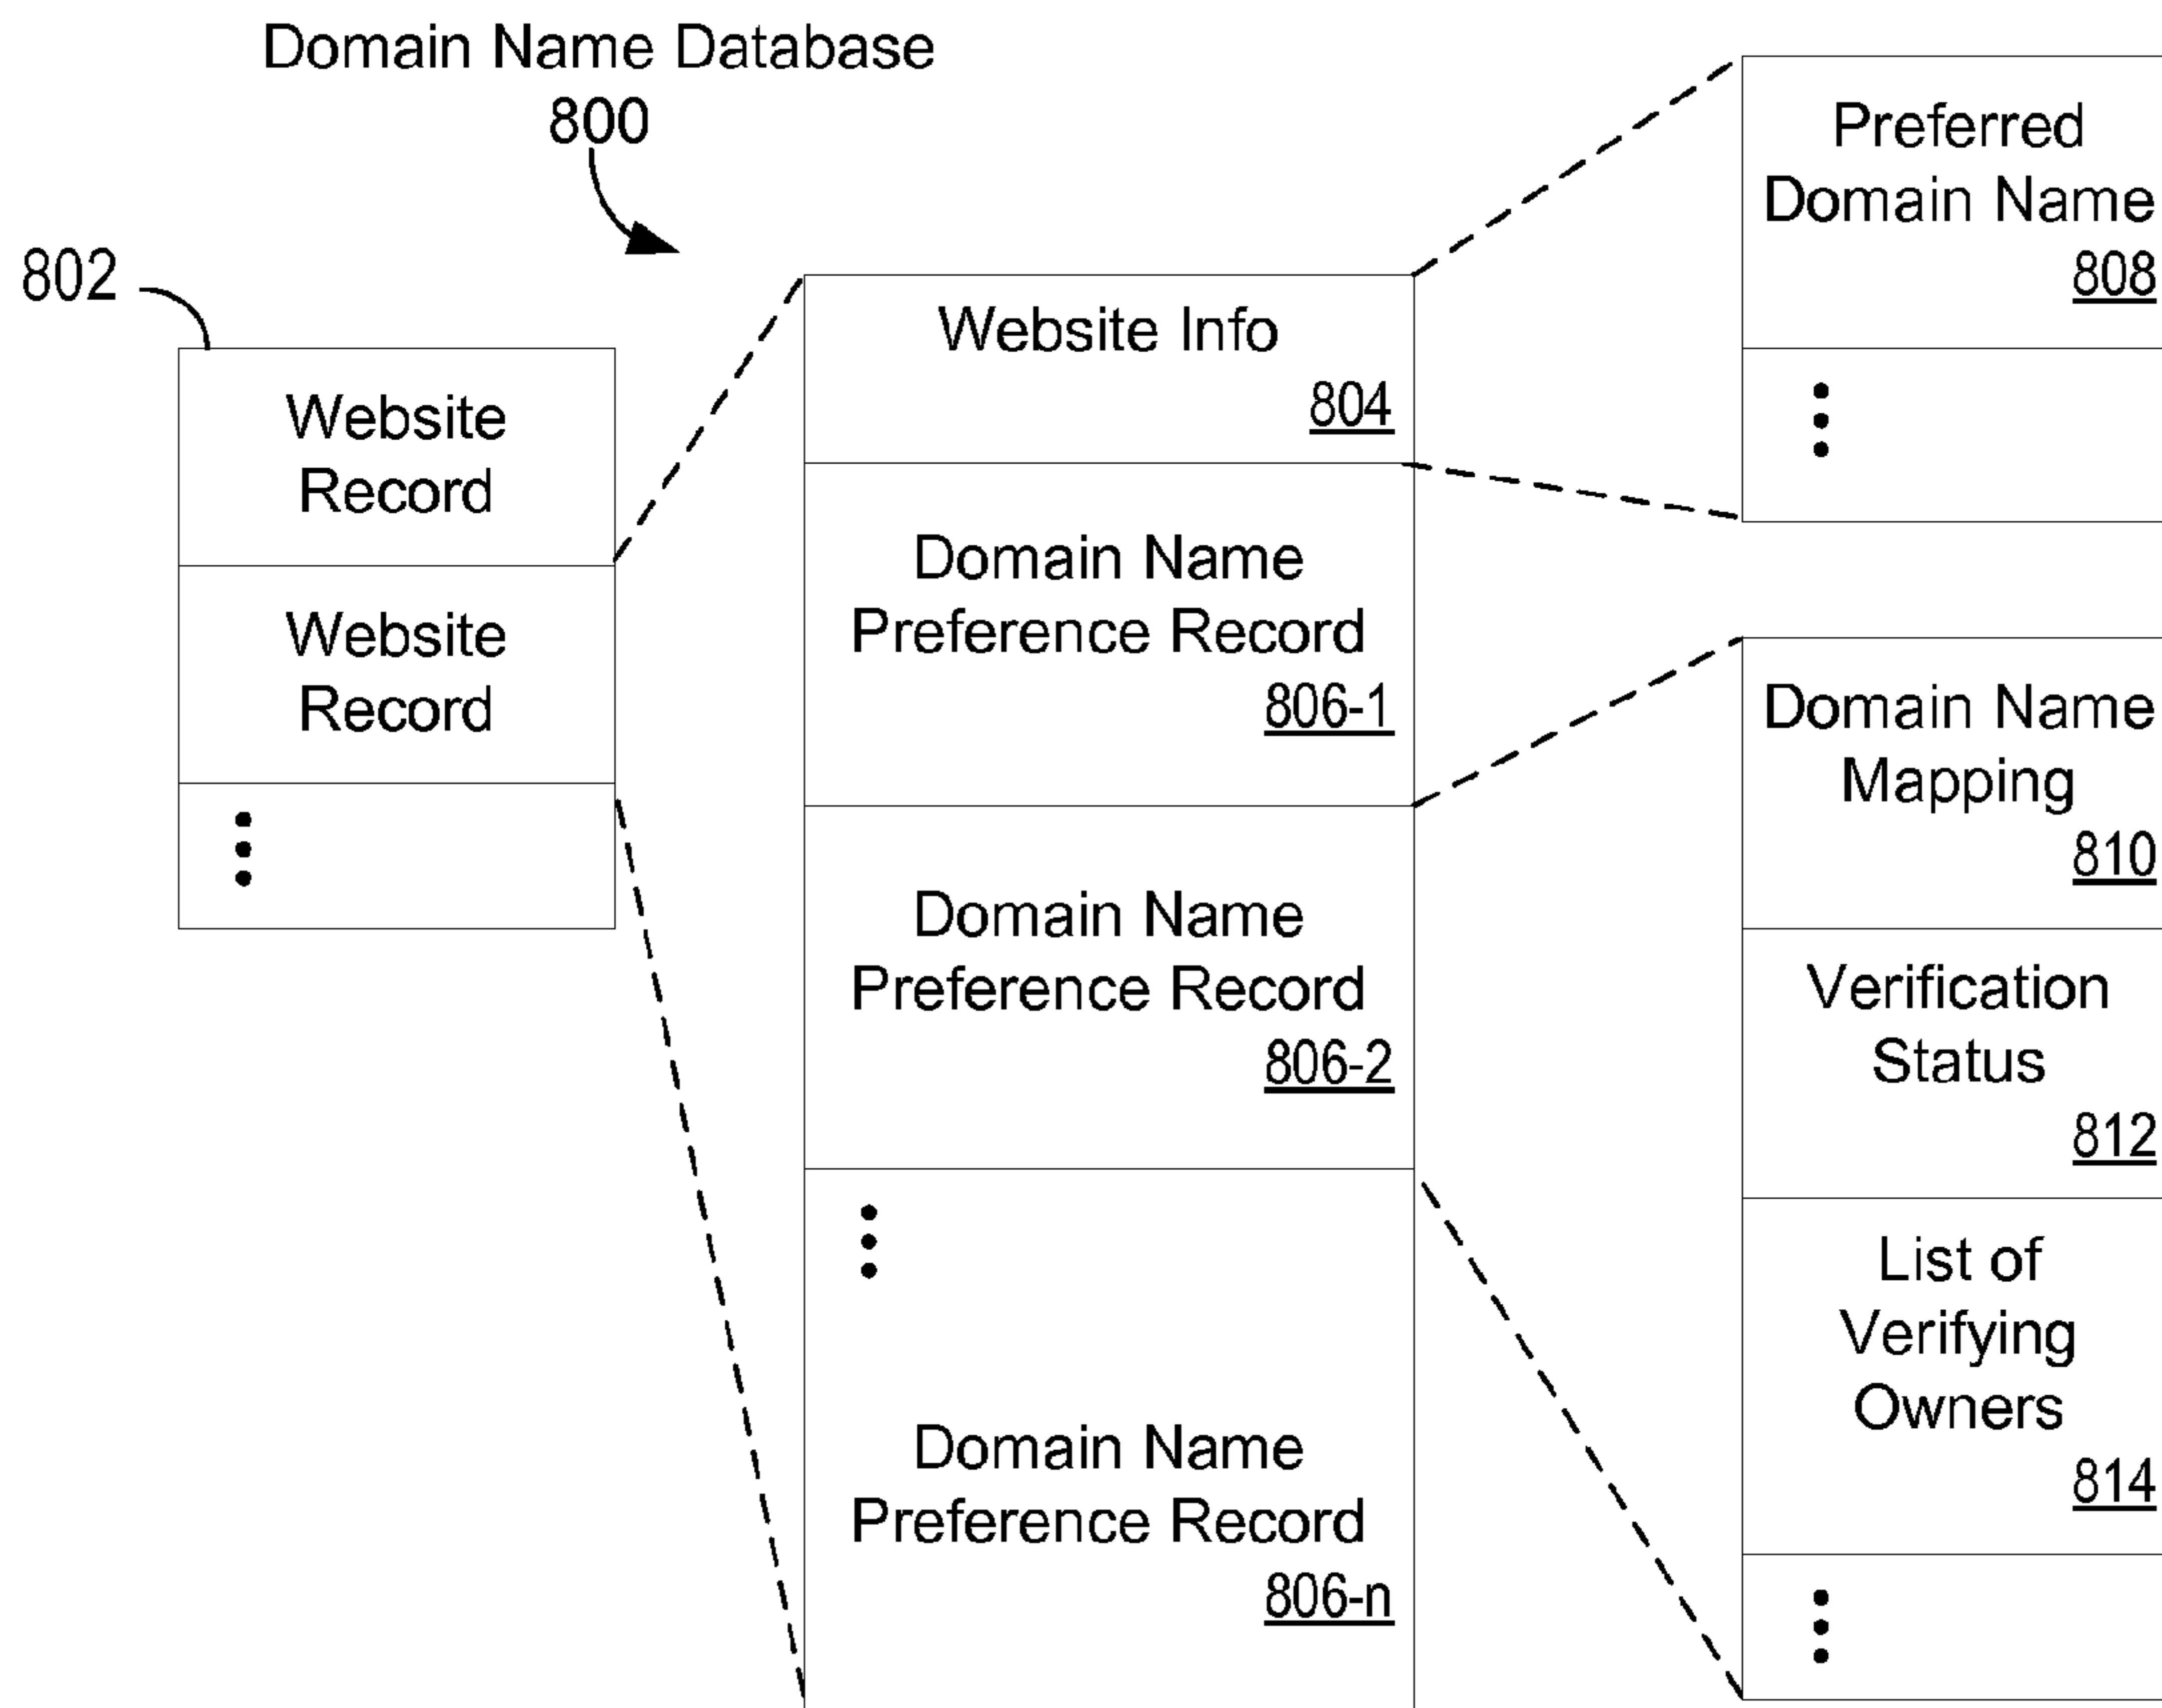 Domain Name Database
800
802
Website
Record
Website
Record
Website Info
804
Domain Name
Preference Record
806-1
Domain Name
Preference Record
806-2
Domain Name
Preference Record
806-n
Preferred
Domain Name
808
Domain Name
Mapping
810
Verification
Status
812
List of
Verifying
Owners
814